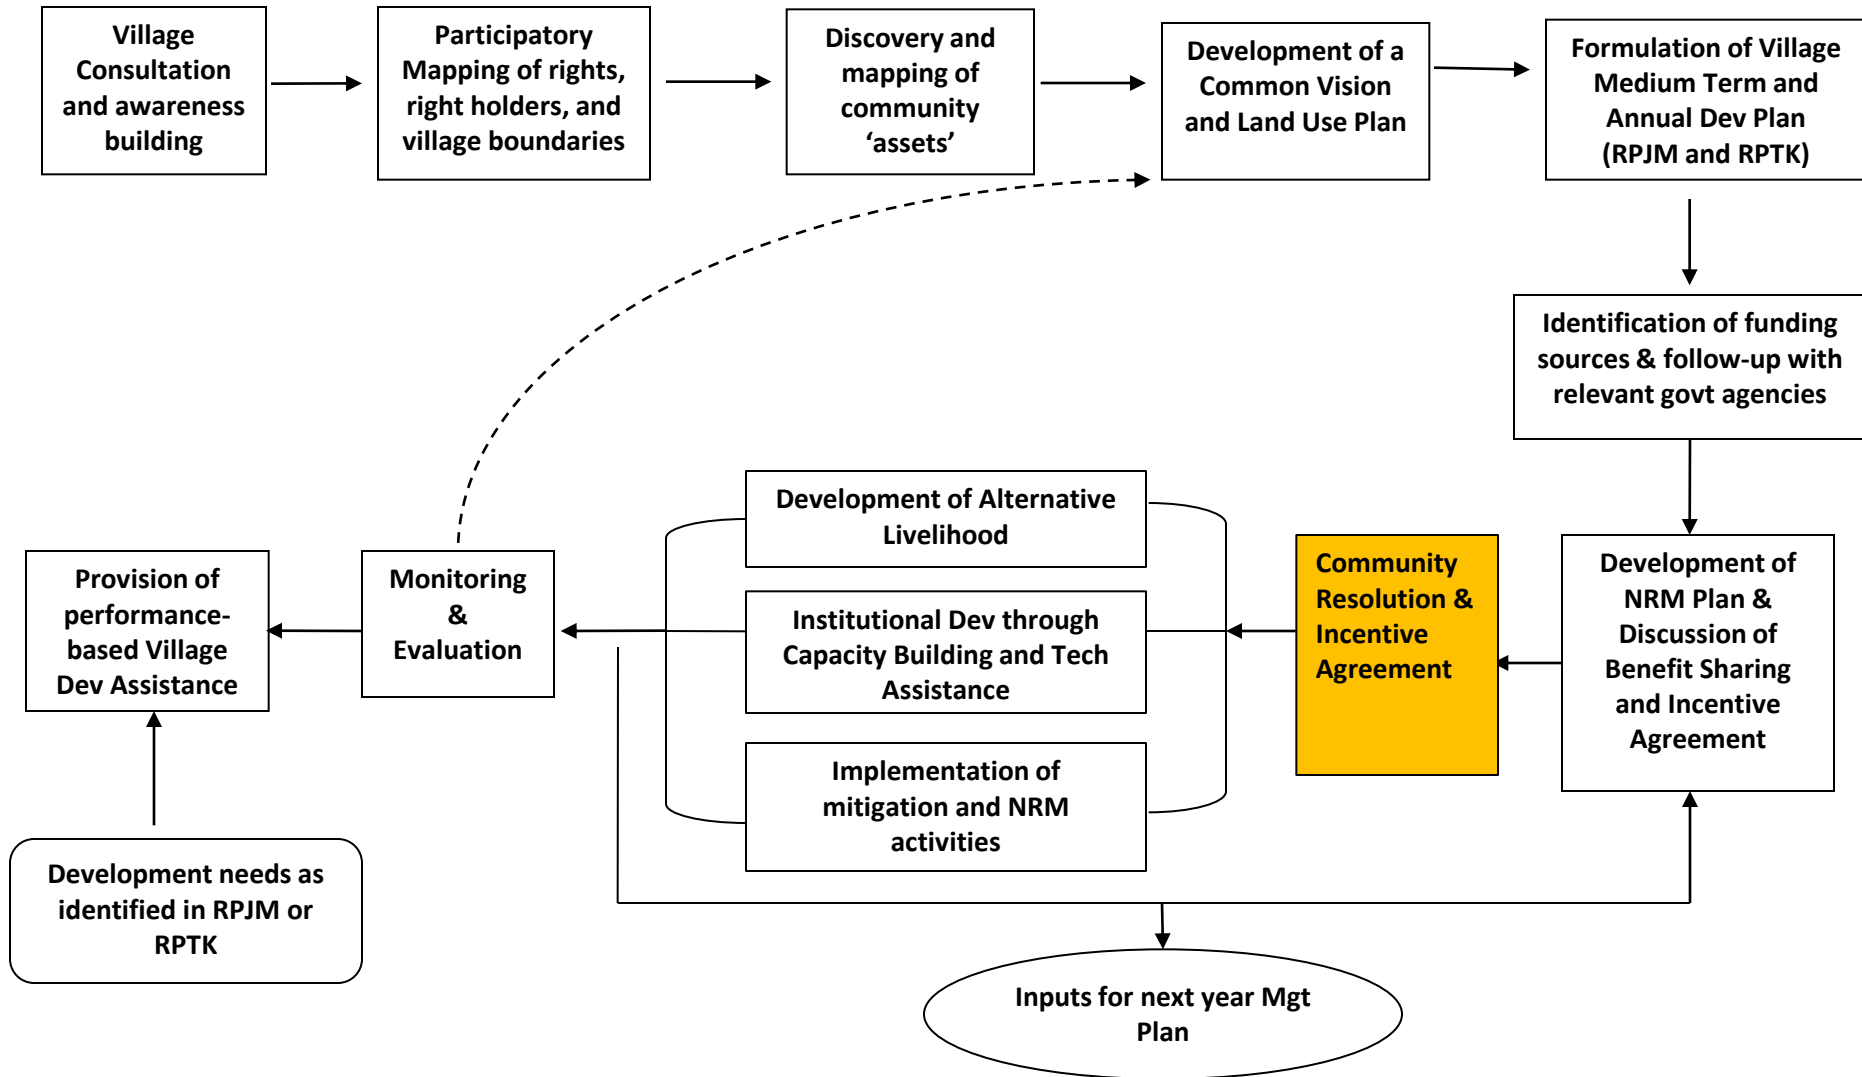 Village
Consultation
and awareness
building
Participatory
Mapping of rights,
right holders, and
village boundaries
Discovery and
mapping of
community
‘assets’
Development of a
Common Vision
and Land Use Plan
Formulation of Village
Medium Term and
Annual Dev Plan
(RPJM and RPTK)
Identification of funding
sources & follow-up with
relevant govt agencies
Development of
NRM Plan &
Discussion of
Benefit Sharing
and Incentive
Agreement
Community
Resolution &
Incentive
Agreement
Development of Alternative
Livelihood
Institutional Dev through
Capacity Building and Tech
Assistance
Implementation of
mitigation and NRM
activities
Monitoring
&
Evaluation
Provision of
performance-
based Village
Dev Assistance
Development needs as
identified in RPJM or
RPTK
Inputs for next year Mgt
Plan